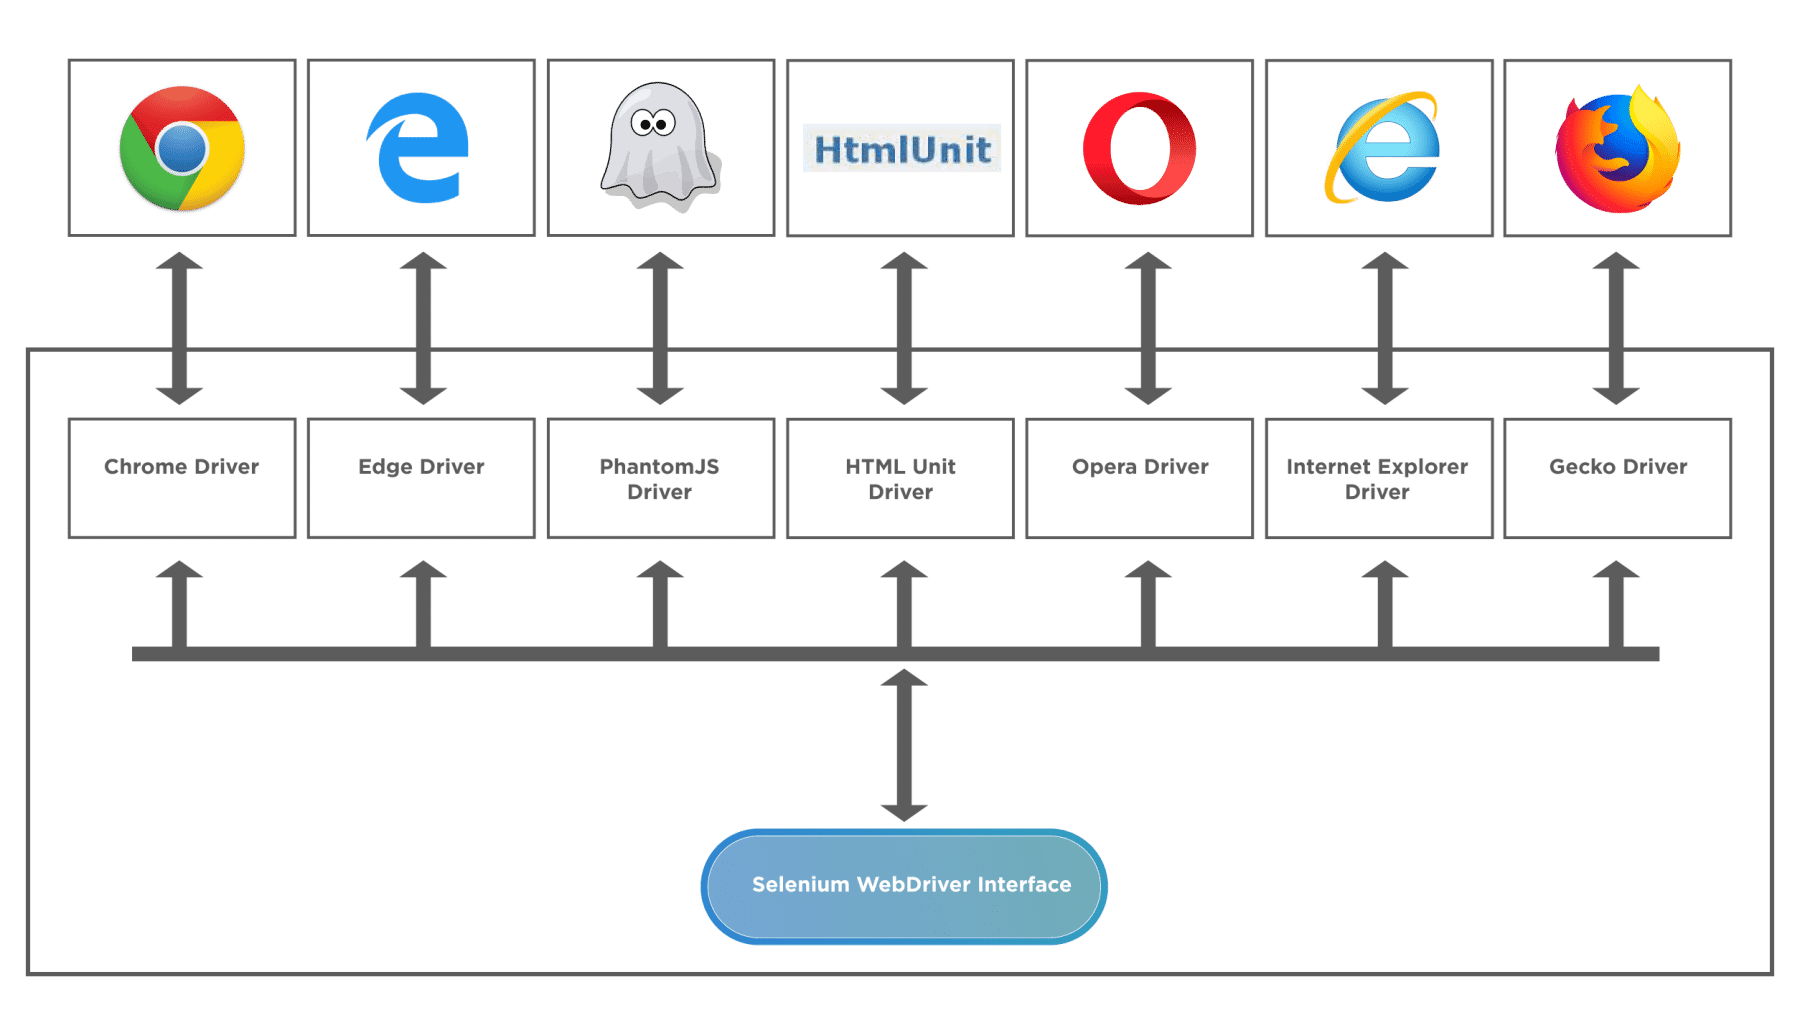 HtmlUnit
Chrome Driver
Edge Driver
PhantomJS
Driver
HTML Unit
Driver
Opera Driver
Internet Explorer
Driver
Gecko Driver
Selenium WebDriver Interface